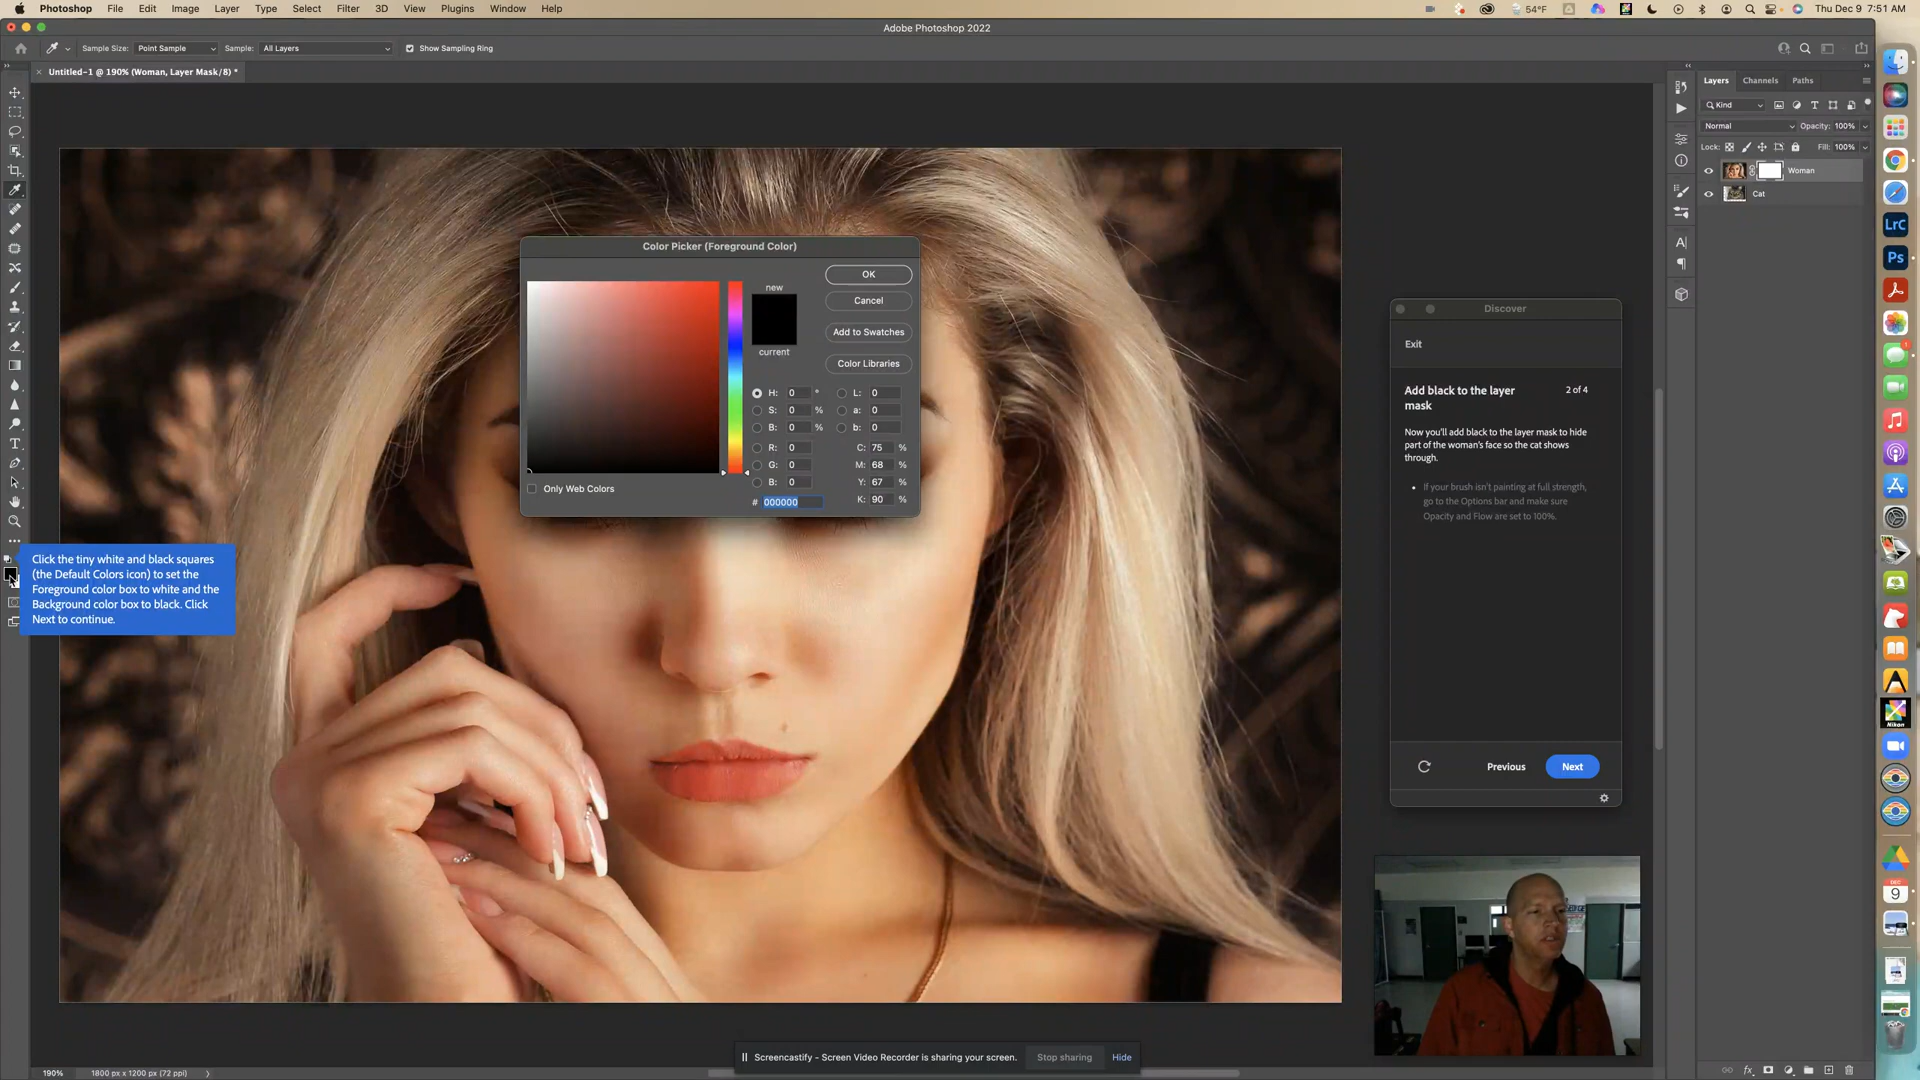 Photoshop File Edit Image Layer Type Select Filter 3D View Plugins Window Help
54°F Thu Dec 9 7:51 AM
Adobe Photoshop 2022
Sample Size: Point Sample Sample: All Layers Show Sampling Ring
Untitled-1 @ 190% (Woman, Layer Mask/8) *
Layers Channels Paths
Kind
Normal Opacity: 100%
Lock: Fill: 100%
Woman
Cat
Color Picker (Foreground Color)
new
current
OK
Cancel
Add to Swatches
Color Libraries
H: 0 ° L: 0
S: 0 % a: 0
B: 0 % b: 0
R: 0 C: 75 %
G: 0 M: 68 %
B: 0 Y: 67 %
# 000000 K: 90 %
Only Web Colors
Click the tiny white and black squares
(the Default Colors icon) to set the
Foreground color box to white and the
Background color box to black. Click
Next to continue.
Discover
Exit
Add black to the layer
mask
2 of 4
Now you'll add black to the layer mask to hide
part of the woman's face so the cat shows
through.
• If your brush isn't painting at full strength,
go to the Options bar and make sure
Opacity and Flow are set to 100%.
Previous Next
LrC
Ps
Nikon
DEC
9
Screencastify - Screen Video Recorder is sharing your screen. Stop sharing Hide
190% 1800 px x 1200 px (72 ppi)
fx